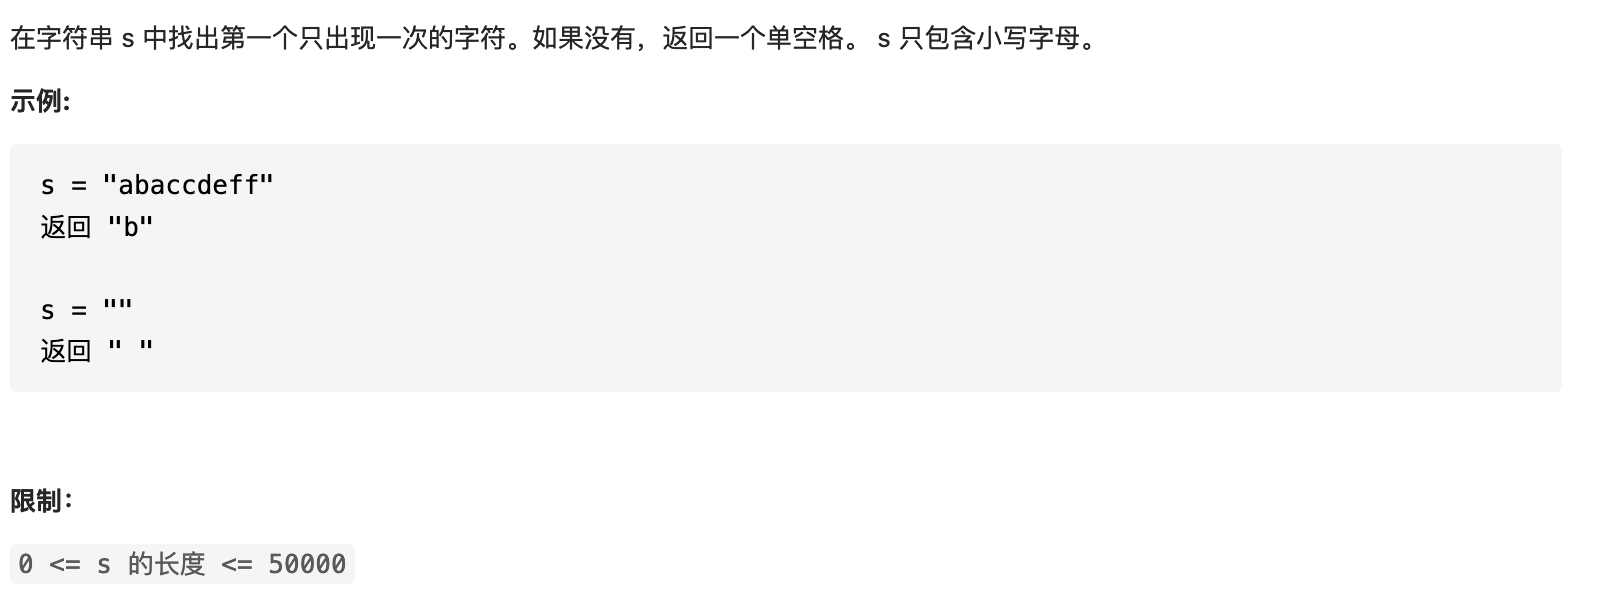 在字符串 s 中找出第一个只出现一次的字符。如果没有，返回一个单空格。 s 只包含小写字母。
示例:
s = "abaccdeff"
返回 "b"
s = ""
返回 " "
限制：
0 <= s 的长度 <= 50000